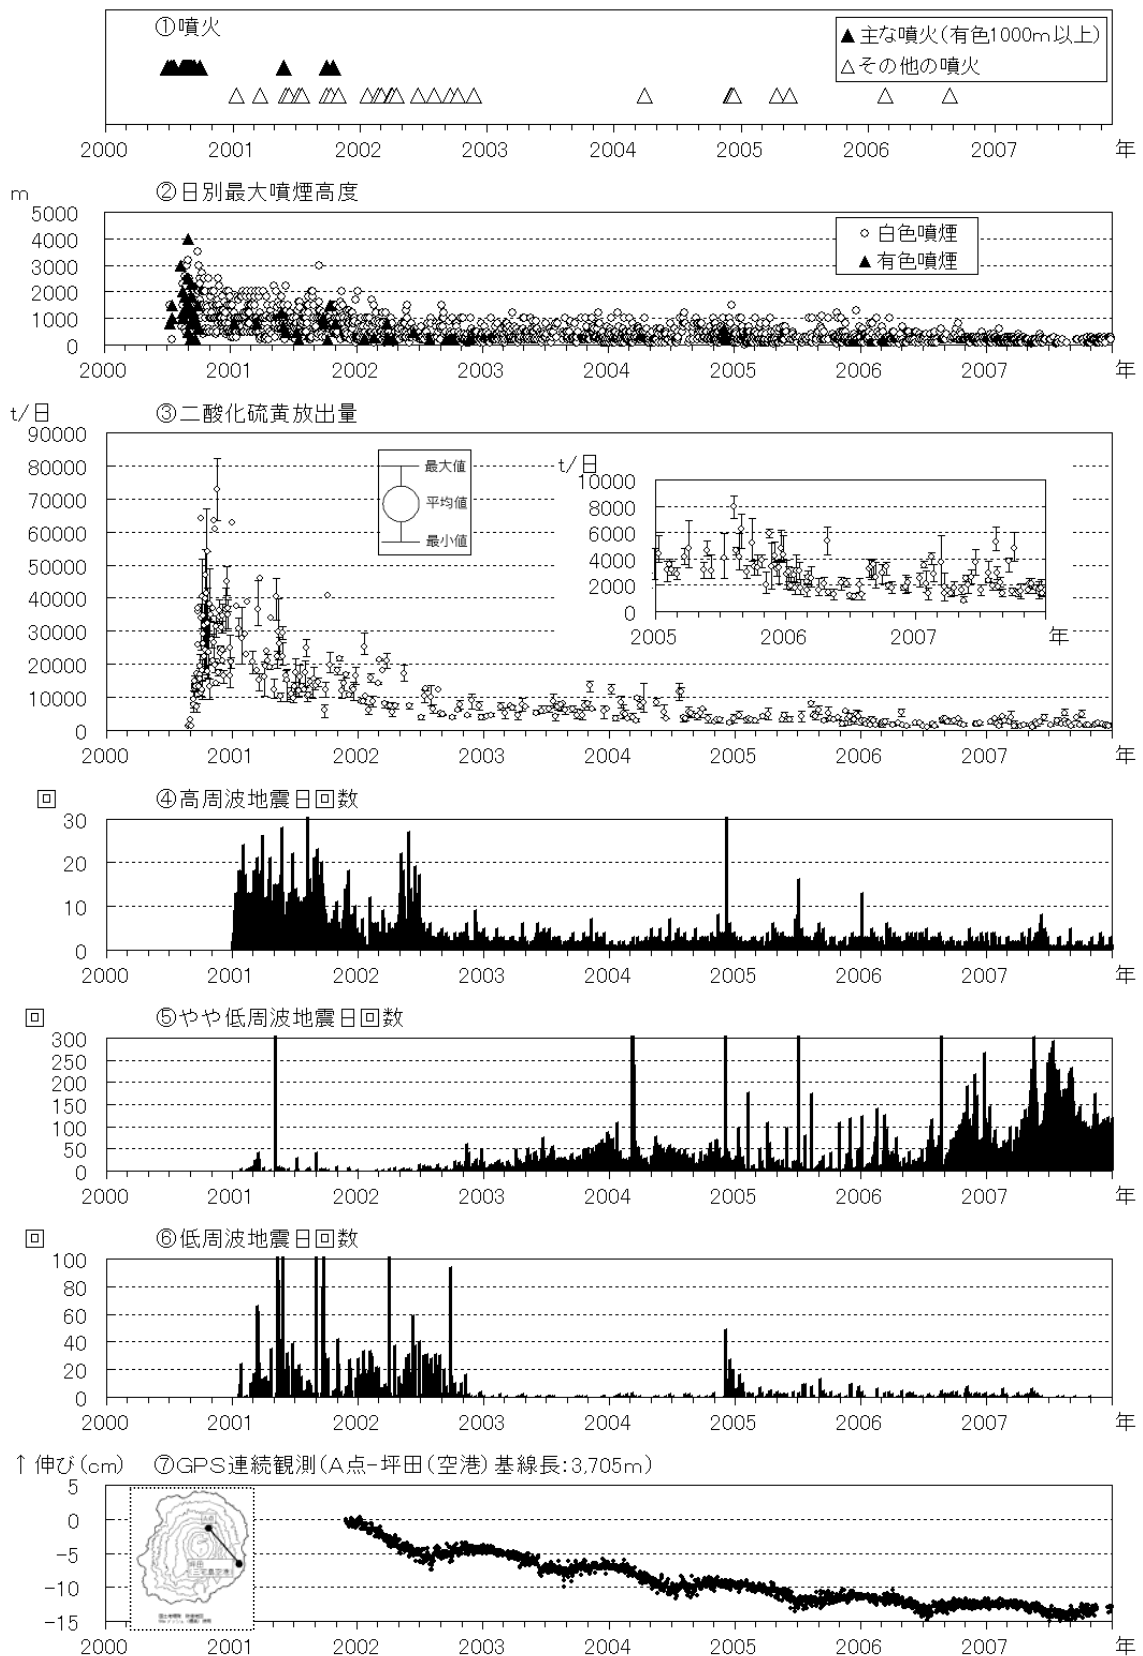 ①噴火
▲主な噴火(有色1000m以上)
△その他の噴火
2000 2001 2002 2003 2004 2005 2006 2007 年
m ②日別最大噴煙高度
5000
4000
3000
2000
1000
0
○ 白色噴煙
▲ 有色噴煙
2000 2001 2002 2003 2004 2005 2006 2007 年
t/日 ③二酸化硫黄放出量
90000
80000
70000
60000
50000
40000
30000
20000
10000
0
最大値
平均値
最小値
t/日
10000
8000
6000
4000
2000
0
2005 2006 2007 年
2000 2001 2002 2003 2004 2005 2006 2007 年
回 ④高周波地震日回数
30
20
10
0
2000 2001 2002 2003 2004 2005 2006 2007 年
回 ⑤やや低周波地震日回数
300
250
200
150
100
50
0
2000 2001 2002 2003 2004 2005 2006 2007 年
回 ⑥低周波地震日回数
100
80
60
40
20
0
2000 2001 2002 2003 2004 2005 2006 2007 年
↑伸び(cm) ⑦GPS連続観測(A点-坪田(空港)基線長:3,705m)
5
0
-5
-10
-15
A点
坪田
(三宅島空港)
2000 2001 2002 2003 2004 2005 2006 2007 年